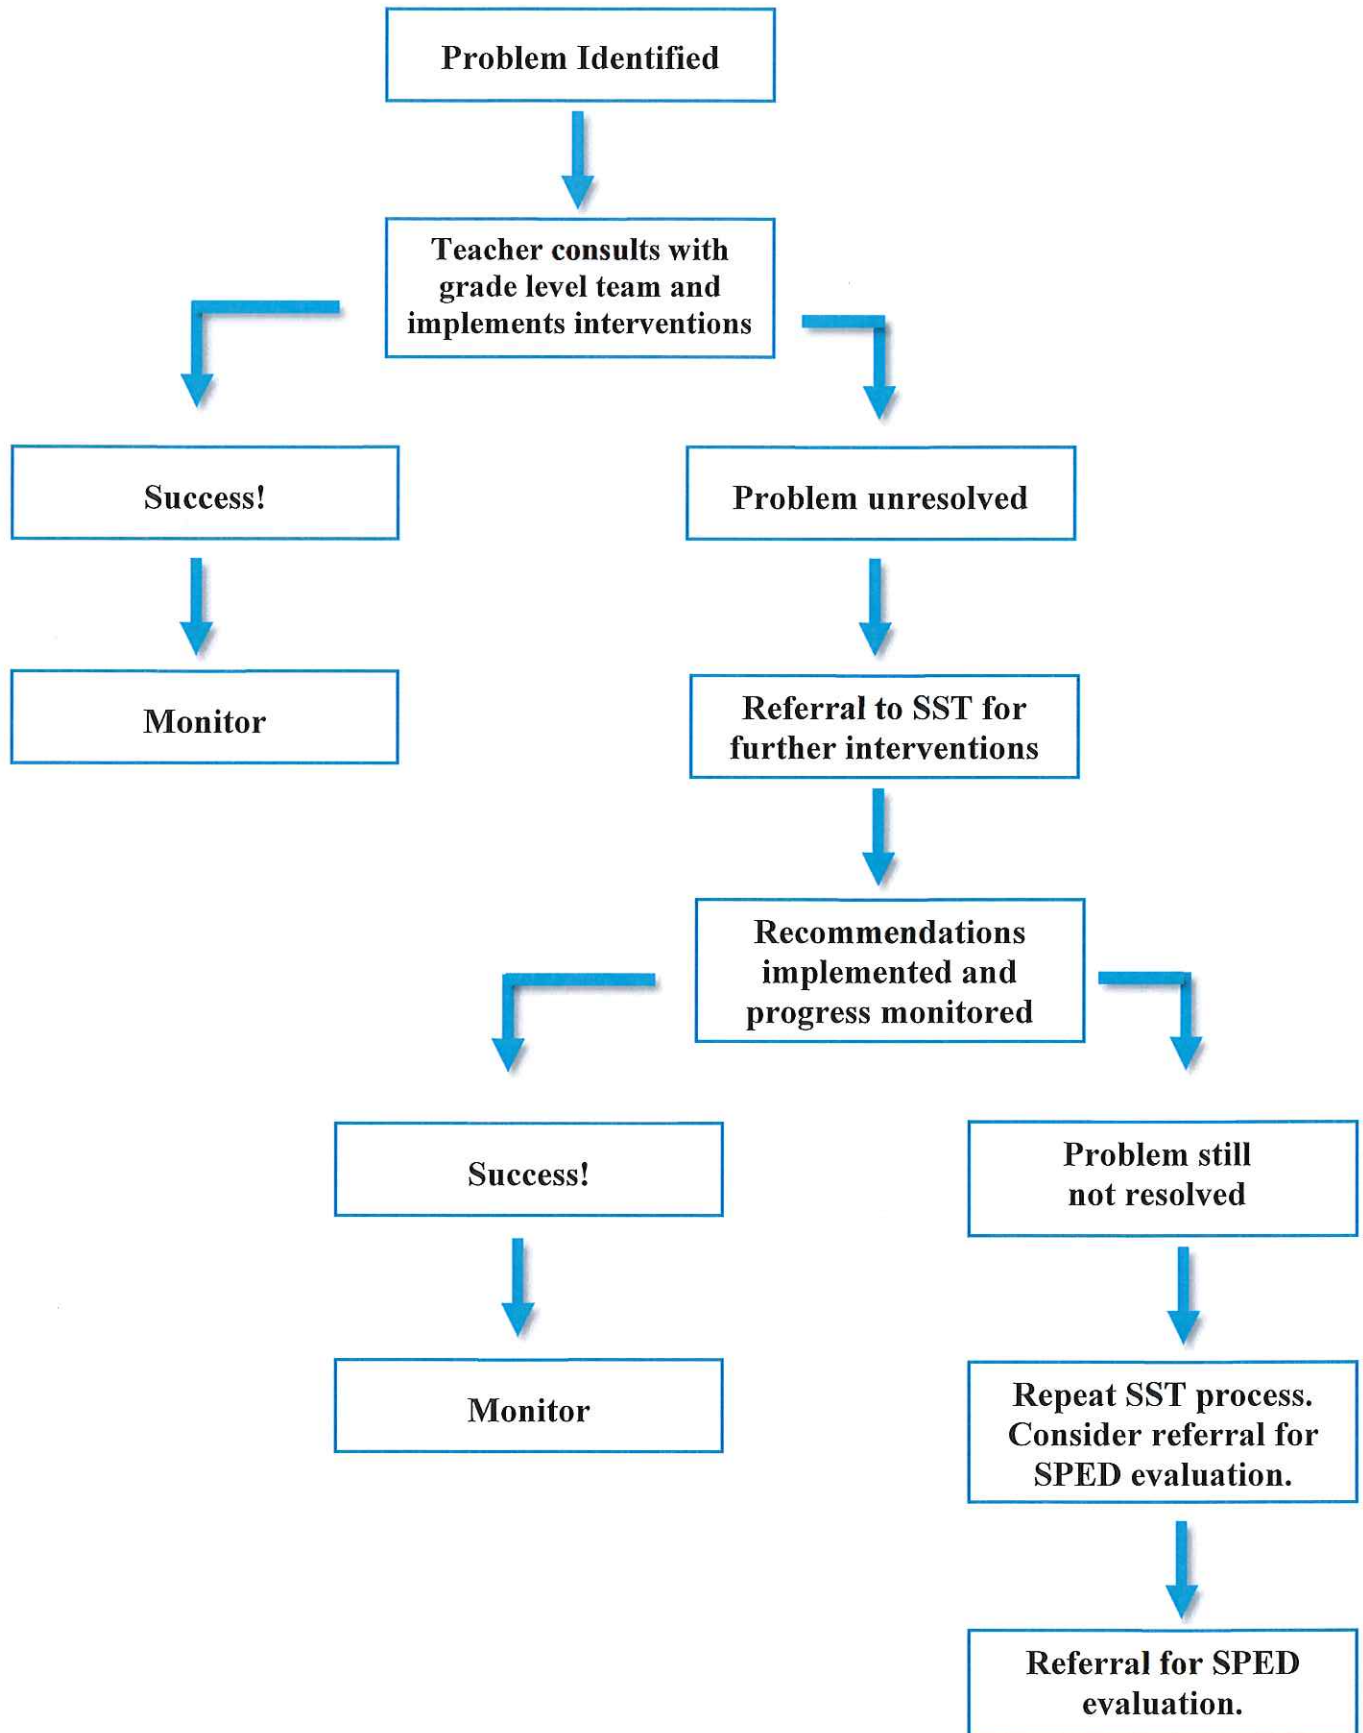 Problem Identified
Teacher consults with
grade level team and
implements interventions
Success!
Problem unresolved
Monitor
Referral to SST for
further interventions
Recommendations
implemented and
progress monitored
Success!
Problem still
not resolved
Monitor
Repeat SST process.
Consider referral for
SPED evaluation.
Referral for SPED
evaluation.